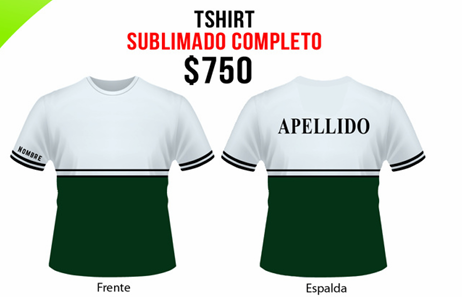 TSHIRT
SUBLIMADO COMPLETO
$750
NOMBRE
APELLIDO
Frente
Espalda